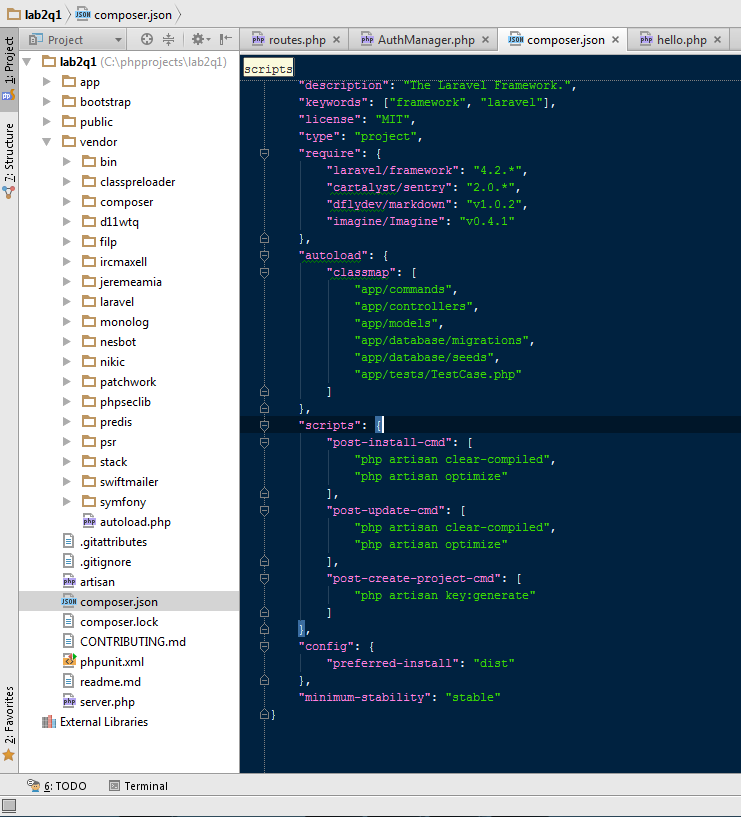 lab2q1 composer.json
Project
routes.php AuthManager.php composer.json hello.php
1: Project
7: Structure
2: Favorites
lab2q1 (C:\phpprojects\lab2q1)
app
bootstrap
public
vendor
bin
classpreloader
composer
d11wtq
filp
ircmaxell
jeremeamia
laravel
monolog
nesbot
nikic
patchwork
phpseclib
predis
psr
stack
swiftmailer
symfony
autoload.php
.gitattributes
.gitignore
artisan
composer.json
composer.lock
CONTRIBUTING.md
phpunit.xml
readme.md
server.php
External Libraries
scripts
"description": "The Laravel Framework.",
"keywords": ["framework", "laravel"],
"license": "MIT",
"type": "project",
"require": {
"laravel/framework": "4.2.*",
"cartalyst/sentry": "2.0.*",
"dflydev/markdown": "v1.0.2",
"imagine/Imagine": "v0.4.1"
},
"autoload": {
"classmap": [
"app/commands",
"app/controllers",
"app/models",
"app/database/migrations",
"app/database/seeds",
"app/tests/TestCase.php"
]
},
"scripts": {
"post-install-cmd": [
"php artisan clear-compiled",
"php artisan optimize"
],
"post-update-cmd": [
"php artisan clear-compiled",
"php artisan optimize"
],
"post-create-project-cmd": [
"php artisan key:generate"
]
},
"config": {
"preferred-install": "dist"
},
"minimum-stability": "stable"
}
6: TODO Terminal